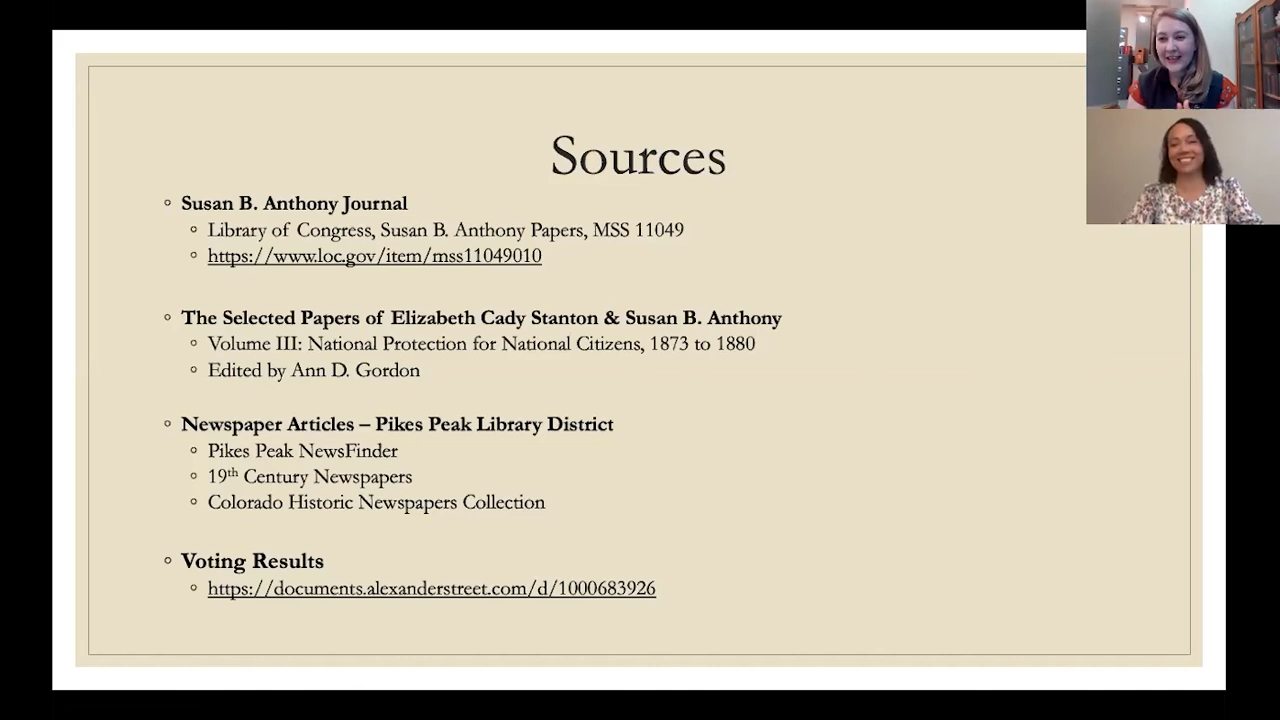 Sources
◦ Susan B. Anthony Journal
◦ Library of Congress, Susan B. Anthony Papers, MSS 11049
◦ https://www.loc.gov/item/mss11049010
◦ The Selected Papers of Elizabeth Cady Stanton & Susan B. Anthony
◦ Volume III: National Protection for National Citizens, 1873 to 1880
◦ Edited by Ann D. Gordon
◦ Newspaper Articles – Pikes Peak Library District
◦ Pikes Peak NewsFinder
◦ 19th Century Newspapers
◦ Colorado Historic Newspapers Collection
◦ Voting Results
◦ https://documents.alexanderstreet.com/d/1000683926